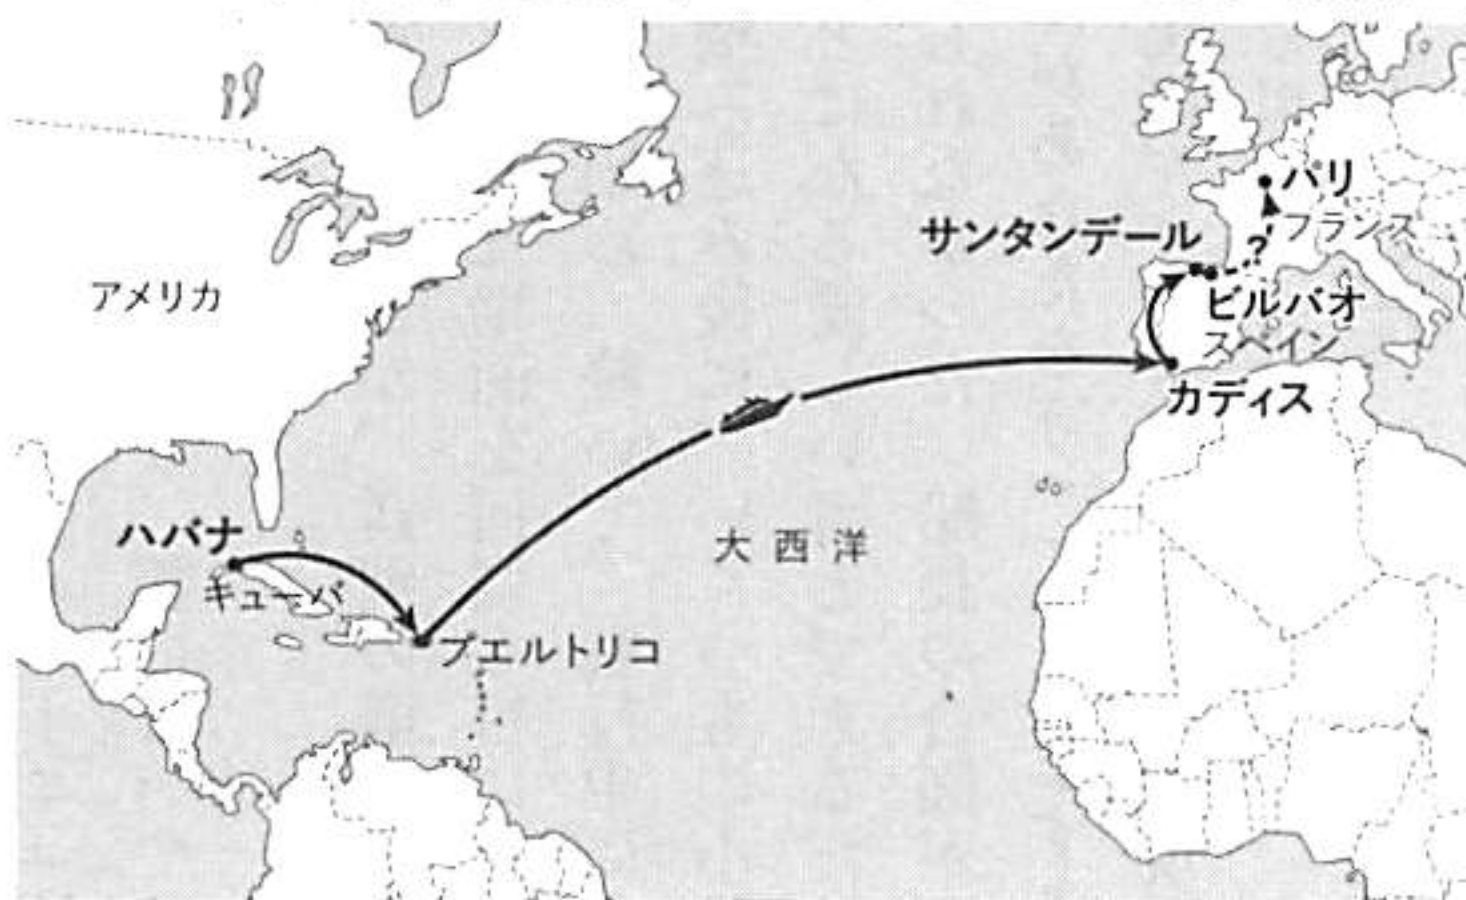 パリ
フランス
サンタンデール
?
ビルバオ
スペイン
カディス
アメリカ
大西洋
ハバナ
キューバ
プエルトリコ